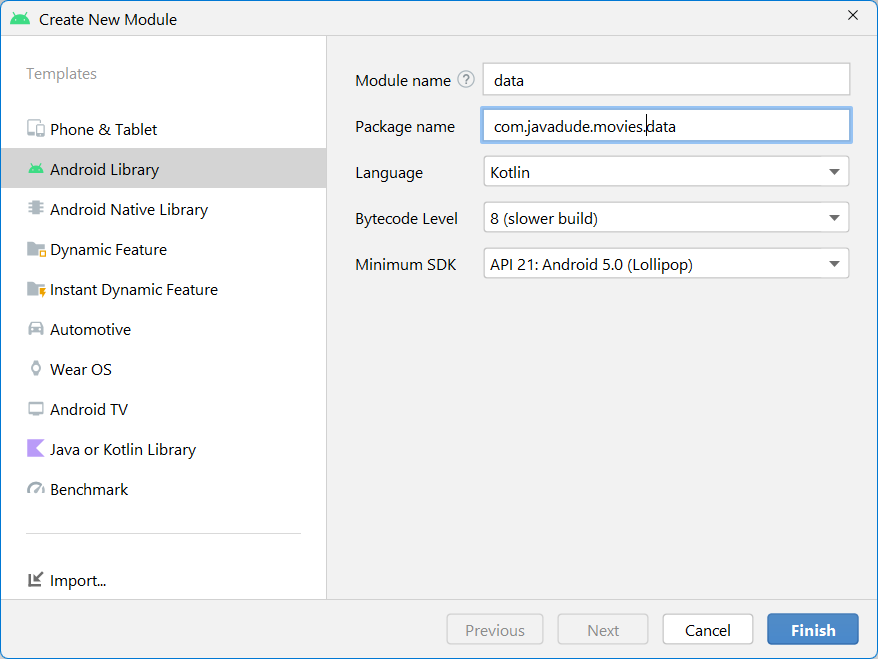 Create New Module
Templates
Phone & Tablet
Android Library
Android Native Library
Dynamic Feature
Instant Dynamic Feature
Automotive
Wear OS
Android TV
Java or Kotlin Library
Benchmark
Import...
Module name ? data
Package name com.javadude.movies.data
Language Kotlin
Bytecode Level 8 (slower build)
Minimum SDK API 21: Android 5.0 (Lollipop)
Previous Next Cancel Finish